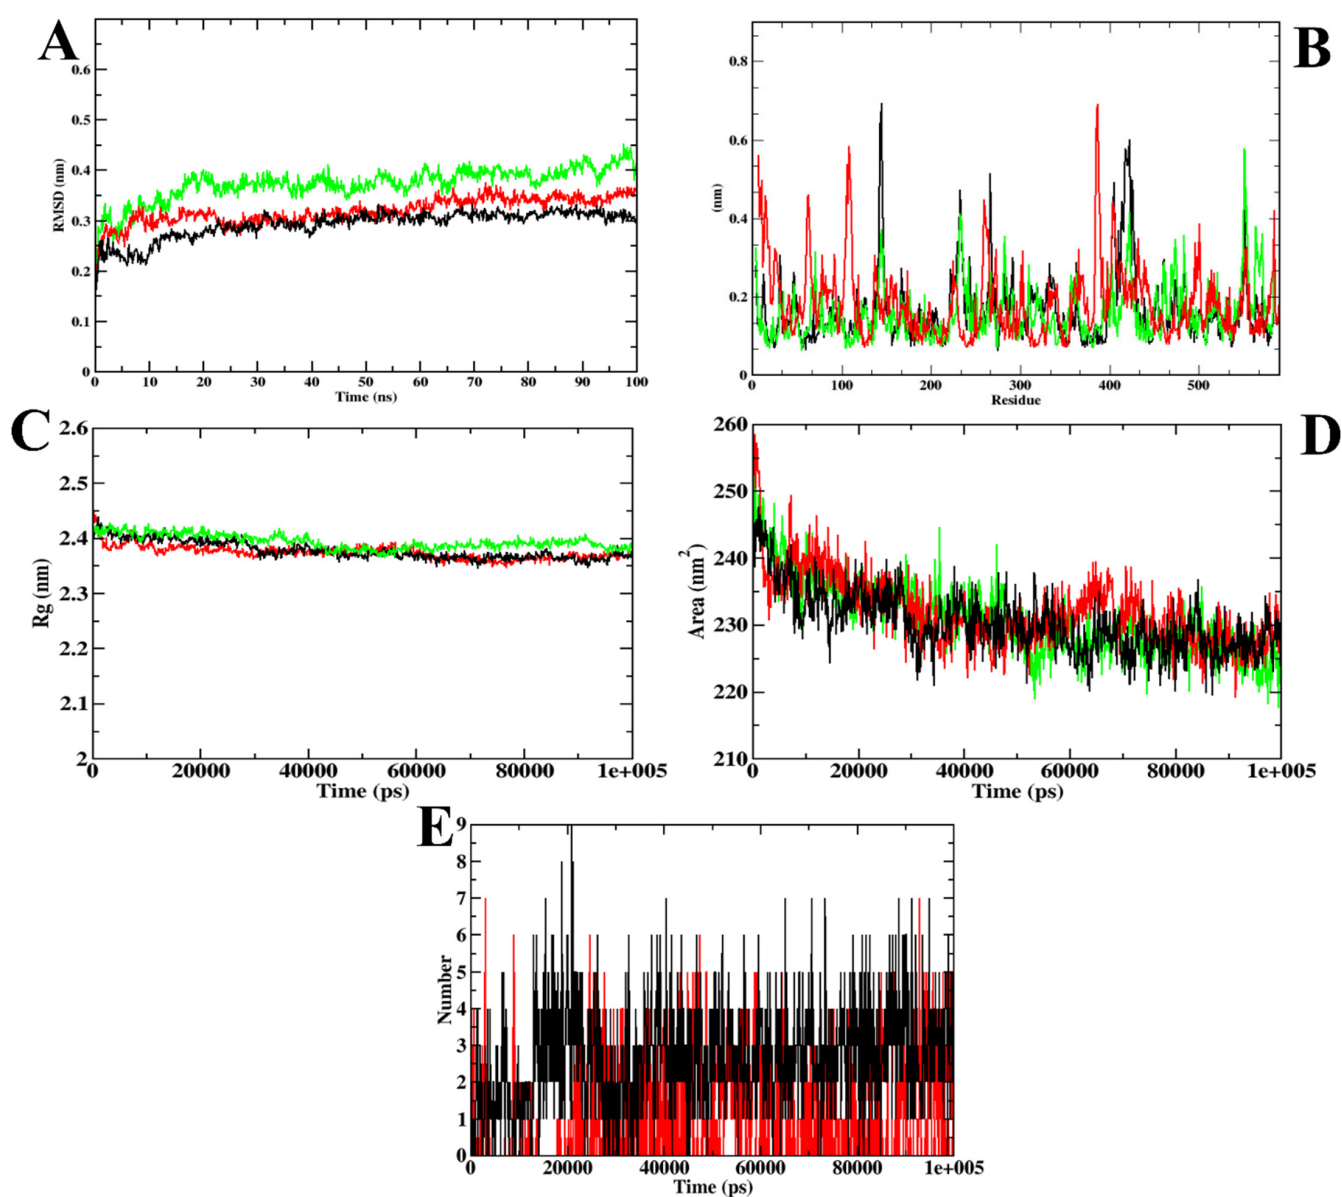 A
RMSD (nm)
0.6
0.5
0.4
0.3
0.2
0.1
0
0 10 20 30 40 50 60 70 80 90 100
Time (ns)
B
(nm)
0.8
0.6
0.4
0.2
0
0 100 200 300 400 500
Residue
C
Rg (nm)
2.6
2.5
2.4
2.3
2.2
2.1
2
0 20000 40000 60000 80000 1e+005
Time (ps)
D
Area (nm2)
260
250
240
230
220
210
0 20000 40000 60000 80000 1e+005
Time (ps)
E
Number
9
8
7
6
5
4
3
2
1
0
0 20000 40000 60000 80000 1e+005
Time (ps)